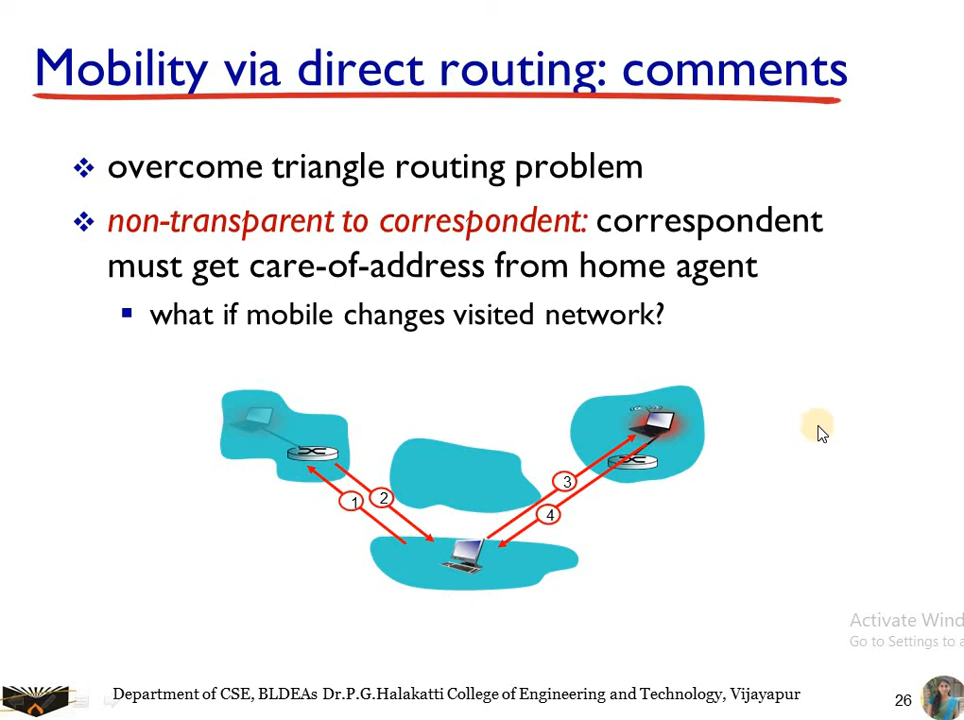 Mobility via direct routing: comments
overcome triangle routing problem
non-transparent to correspondent: correspondent
must get care-of-address from home agent
what if mobile changes visited network?
1
2
3
4
Activate Wind
Go to Settings to a
Department of CSE, BLDEAs Dr.P.G.Halakatti College of Engineering and Technology, Vijayapur
26